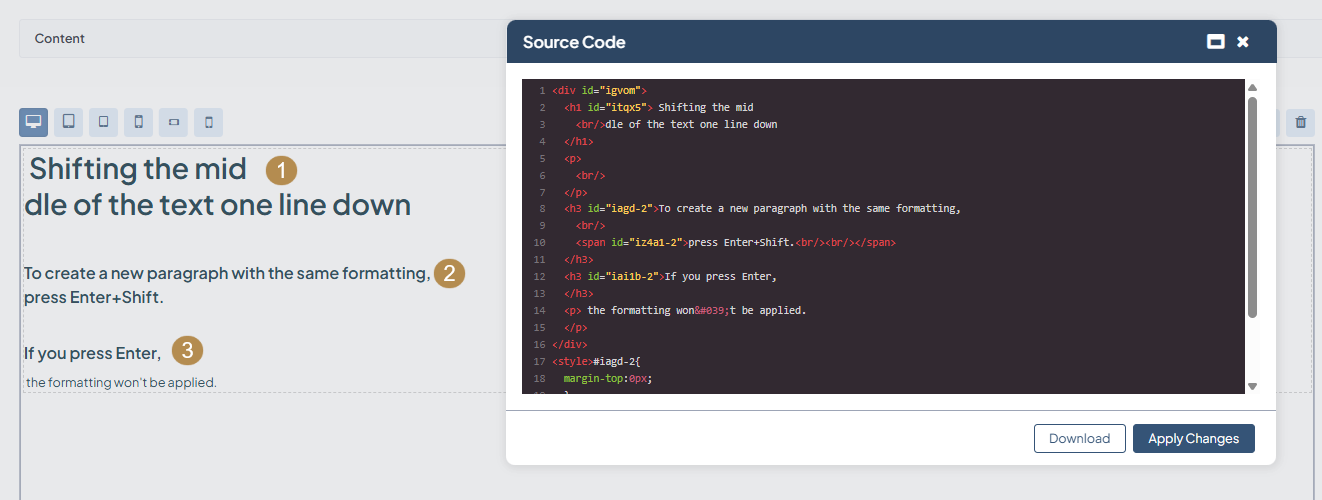 Content
Shifting the mid 1
dle of the text one line down
To create a new paragraph with the same formatting, 2
press Enter+Shift.
If you press Enter, 3
the formatting won't be applied.
Source Code
1 <div id="igvom">
2 <h1 id="itqx5"> Shifting the mid
3 <br/>dle of the text one line down
4 </h1>
5 <p>
6 <br/>
7 </p>
8 <h3 id="iagd-2">To create a new paragraph with the same formatting,
9 <br/>
10 <span id="iz4a1-2">press Enter+Shift.<br/><br/></span>
11 </h3>
12 <h3 id="iai1b-2">If you press Enter,
13 </h3>
14 <p> the formatting won&#039;t be applied.
15 </p>
16 </div>
17 <style>#iagd-2{
18 margin-top:0px;
Download Apply Changes